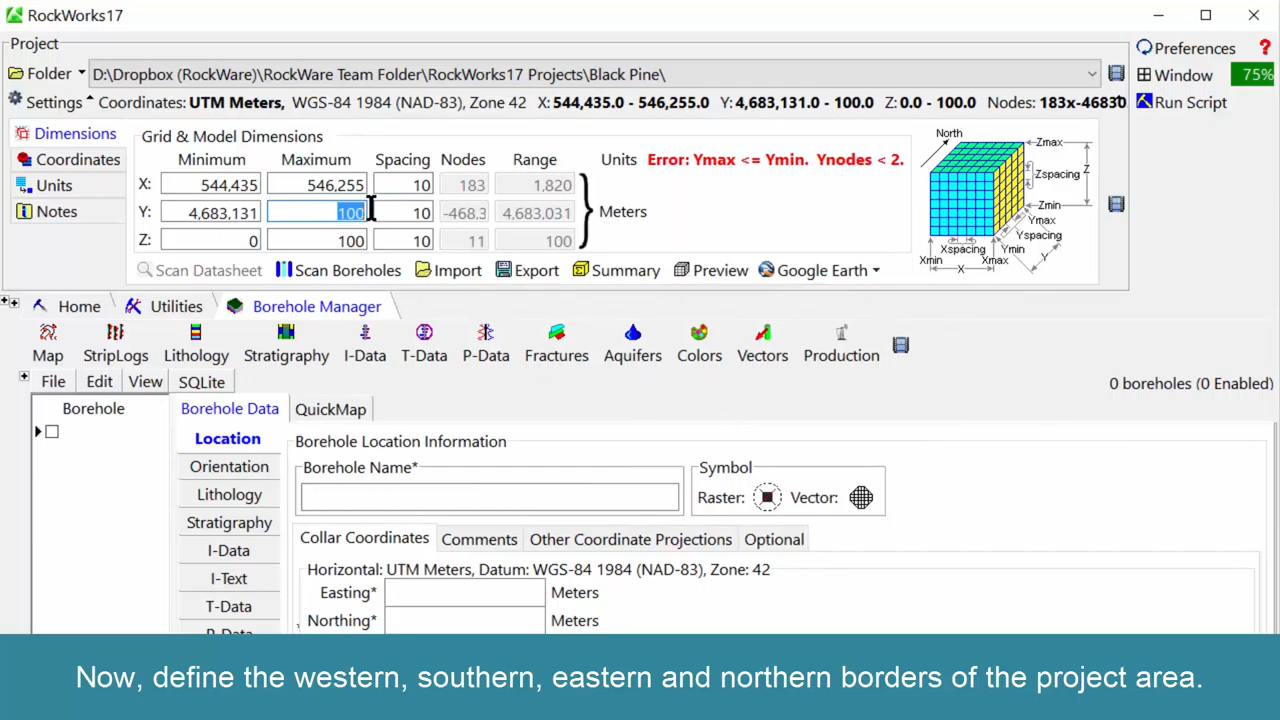 RockWorks17
Project
Folder D:\Dropbox (RockWare)\RockWare Team Folder\RockWorks17 Projects\Black Pine\
Preferences ?
Window 75%
Settings Coordinates: UTM Meters, WGS-84 1984 (NAD-83), Zone 42 X: 544,435.0 - 546,255.0 Y: 4,683,131.0 - 100.0 Z: 0.0 - 100.0 Nodes: 183x-46830
Run Script
Dimensions
Coordinates
Units
Notes
Grid & Model Dimensions
Minimum Maximum Spacing Nodes Range Units Error: Ymax <= Ymin. Ynodes < 2.
X: 544,435 546,255 10 183 1,820
Y: 4,683,131 100 10 -468,3 4,683,031 Meters
Z: 0 100 10 11 100
North
Zmax
Zspacing
Z
Zmin
Ymax
Yspacing
Xspacing
Ymin
Xmin
Xmax
X
Y
Scan Datasheet Scan Boreholes Import Export Summary Preview Google Earth
Home Utilities Borehole Manager
Map StripLogs Lithology Stratigraphy I-Data T-Data P-Data Fractures Aquifers Colors Vectors Production
File Edit View SQLite
0 boreholes (0 Enabled)
Borehole
Borehole Data QuickMap
Location
Orientation
Lithology
Stratigraphy
I-Data
I-Text
T-Data
P-Data
Borehole Location Information
Borehole Name*
Symbol
Raster: Vector:
Collar Coordinates Comments Other Coordinate Projections Optional
Horizontal: UTM Meters, Datum: WGS-84 1984 (NAD-83), Zone: 42
Easting* Meters
Northing* Meters
Now, define the western, southern, eastern and northern borders of the project area.